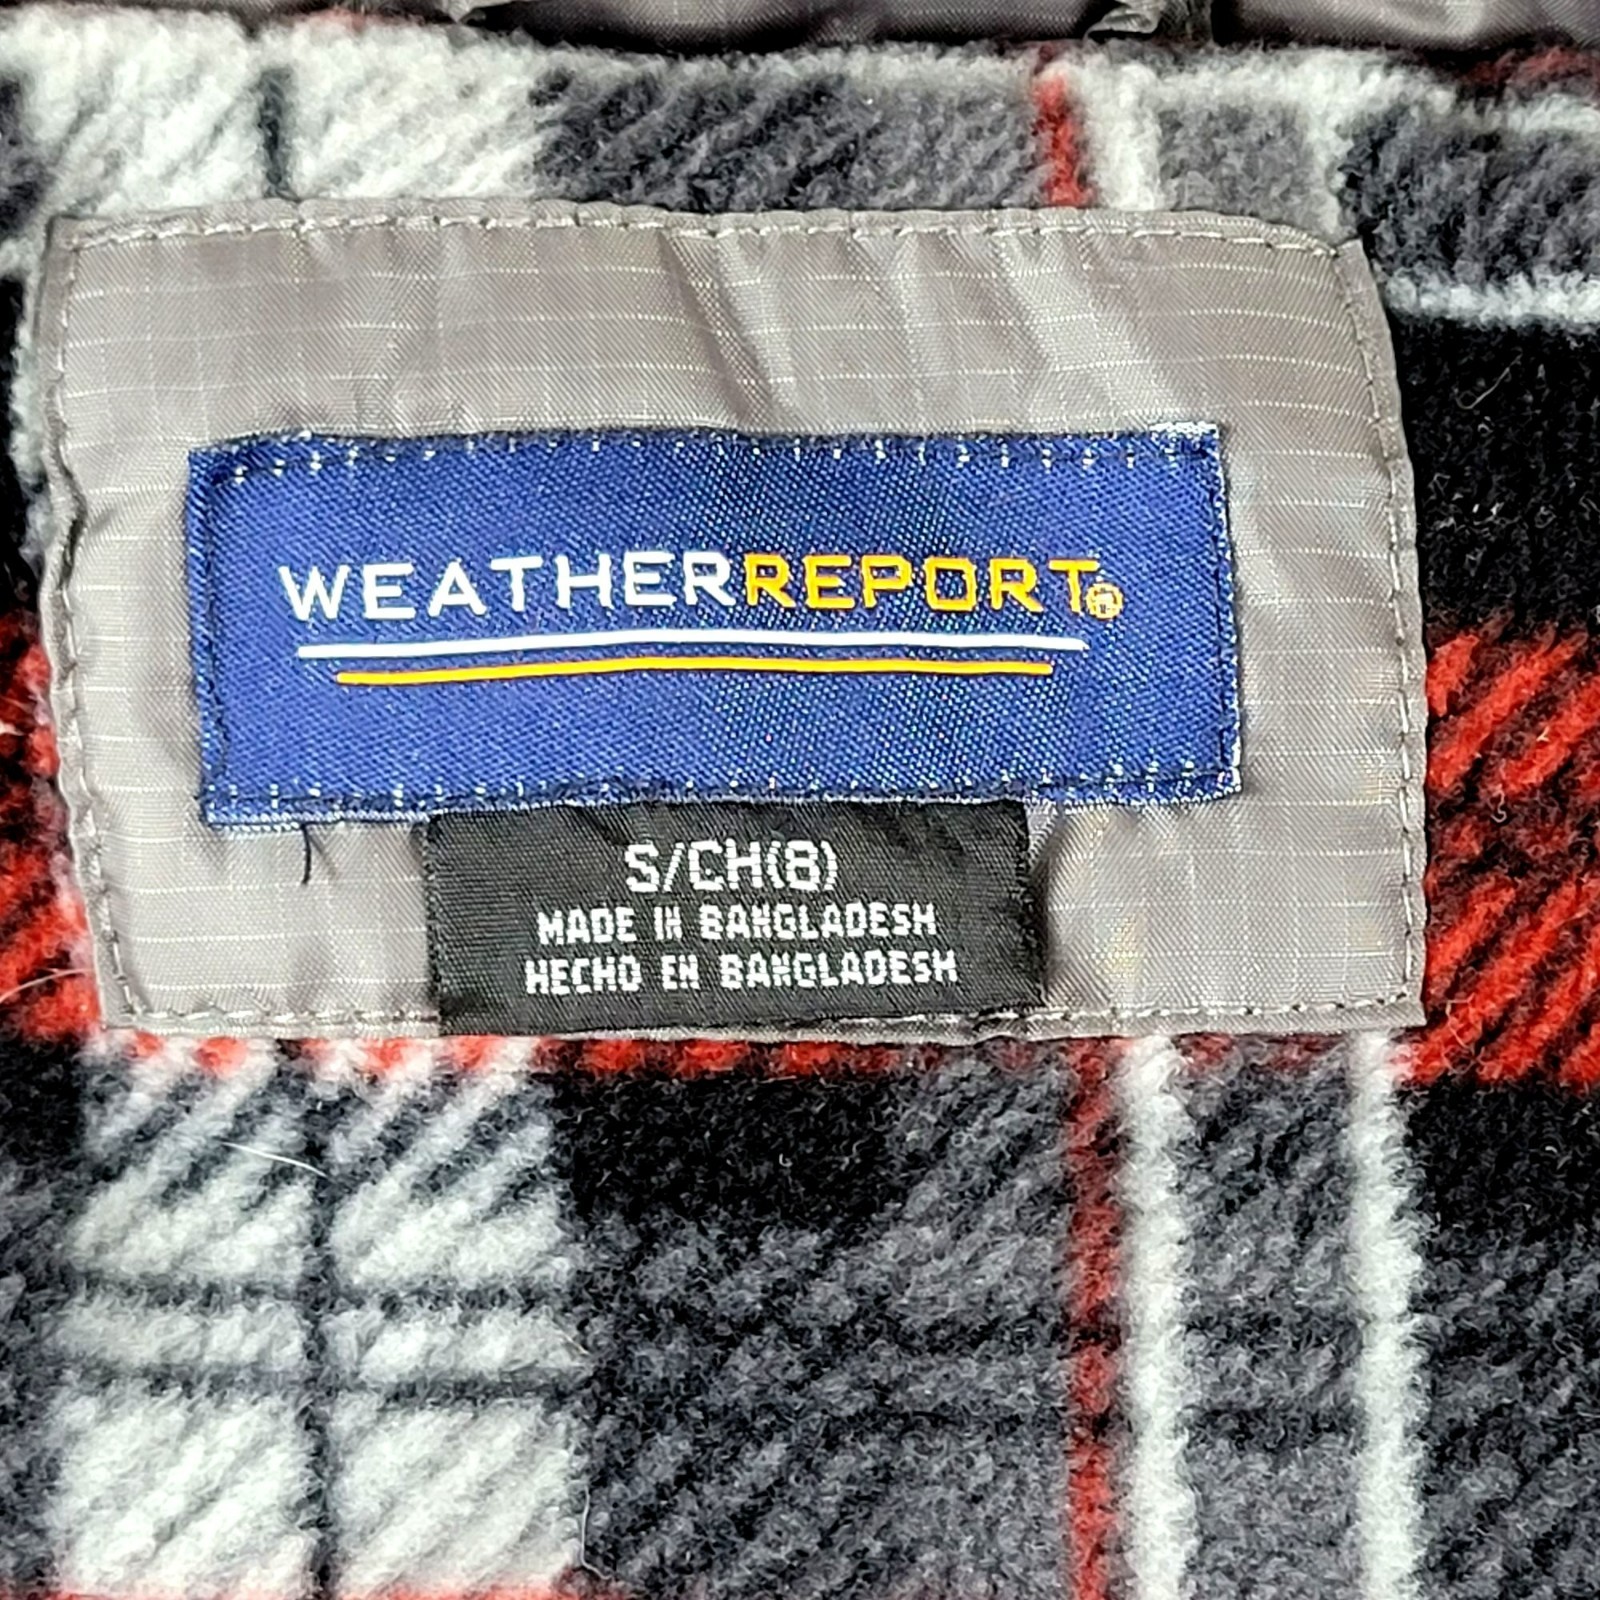 WEATHERREPORT®
S/CH(8)
MADE IN BANGLADESH
HECHO EN BANGLADESH